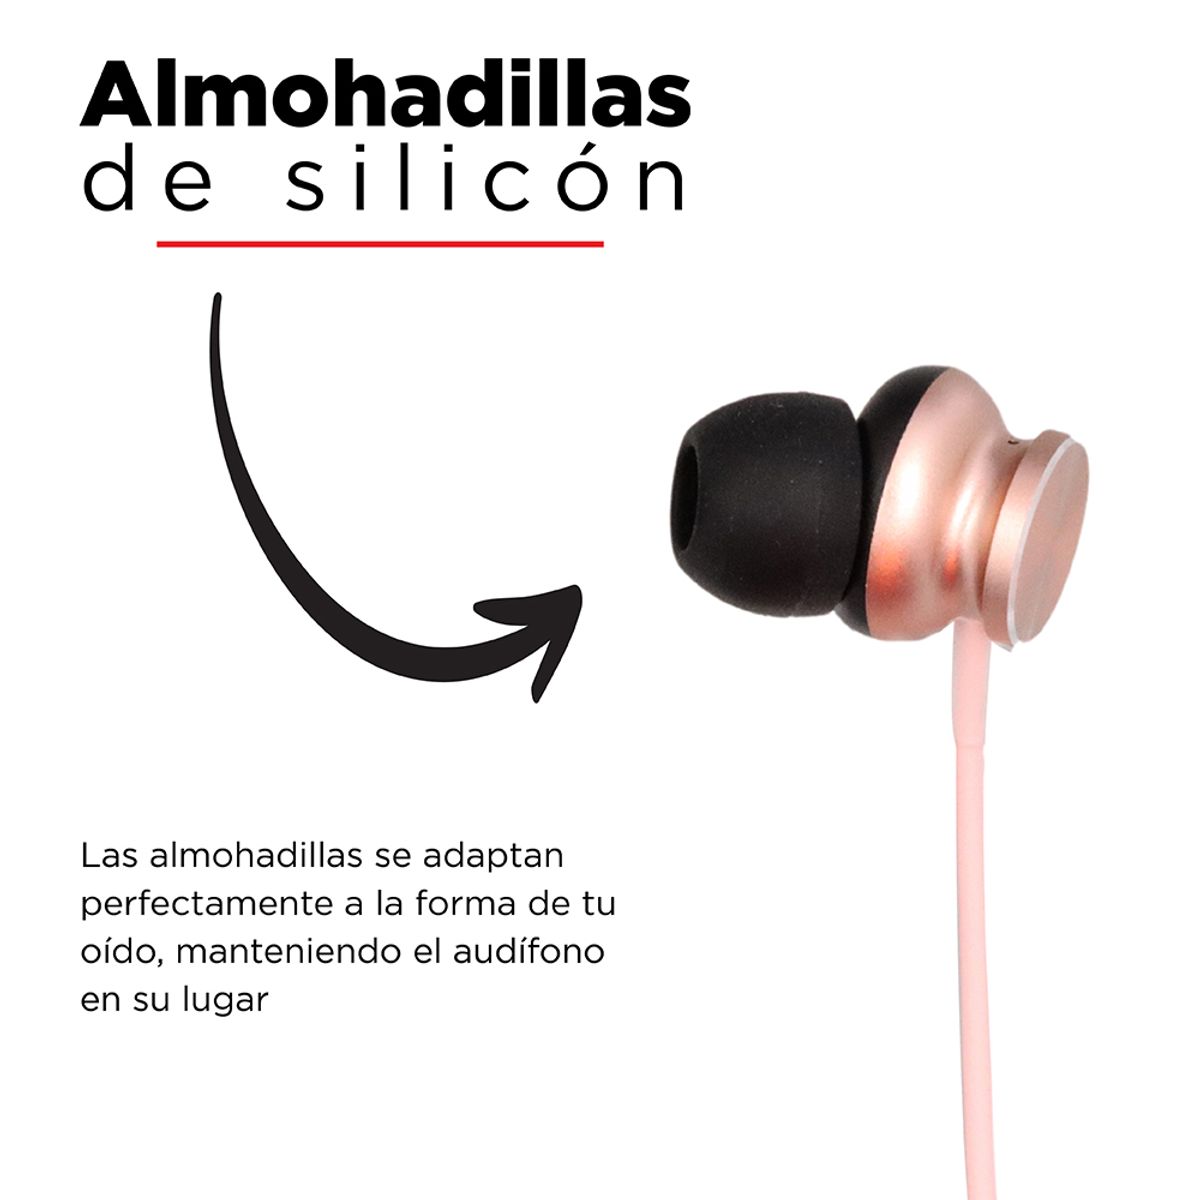 Almohadillas
de silicón
Las almohadillas se adaptan
perfectamente a la forma de tu
oído, manteniendo el audífono
en su lugar